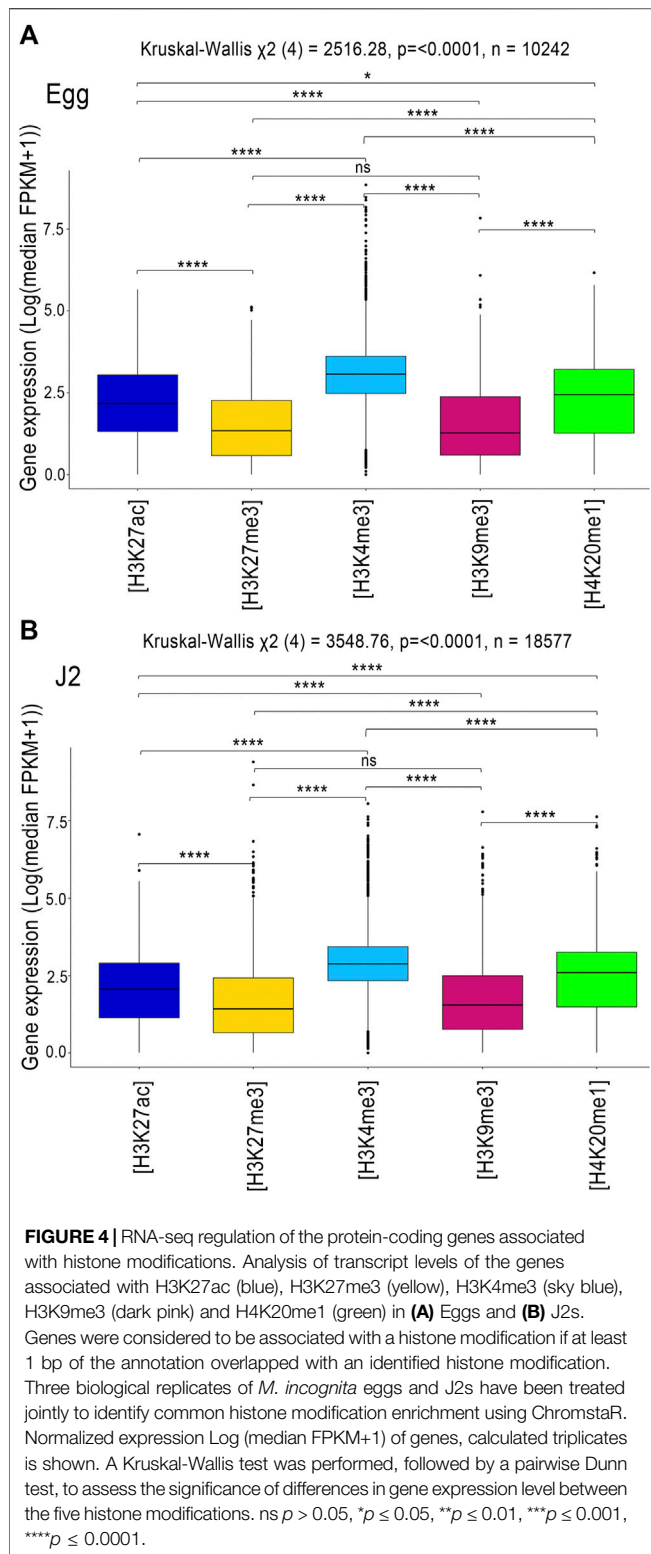 A
Kruskal-Wallis χ2 (4) = 2516.28, p=<0.0001, n = 10242
Egg
*
****
****
****
****
ns
****
****
****
****
Gene expression (Log(median FPKM+1))
7.5
5.0
2.5
0.0
[H3K27ac]
[H3K27me3]
[H3K4me3]
[H3K9me3]
[H4K20me1]
B
Kruskal-Wallis χ2 (4) = 3548.76, p=<0.0001, n = 18577
J2
****
****
****
****
****
ns
****
****
****
****
Gene expression (Log(median FPKM+1))
7.5
5.0
2.5
0.0
[H3K27ac]
[H3K27me3]
[H3K4me3]
[H3K9me3]
[H4K20me1]
FIGURE 4 | RNA-seq regulation of the protein-coding genes associated
with histone modifications. Analysis of transcript levels of the genes
associated with H3K27ac (blue), H3K27me3 (yellow), H3K4me3 (sky blue),
H3K9me3 (dark pink) and H4K20me1 (green) in (A) Eggs and (B) J2s.
Genes were considered to be associated with a histone modification if at least
1 bp of the annotation overlapped with an identified histone modification.
Three biological replicates of M. incognita eggs and J2s have been treated
jointly to identify common histone modification enrichment using ChromstaR.
Normalized expression Log (median FPKM+1) of genes, calculated triplicates
is shown. A Kruskal-Wallis test was performed, followed by a pairwise Dunn
test, to assess the significance of differences in gene expression level between
the five histone modifications. ns p > 0.05, *p ≤ 0.05, **p ≤ 0.01, ***p ≤ 0.001,
****p ≤ 0.0001.